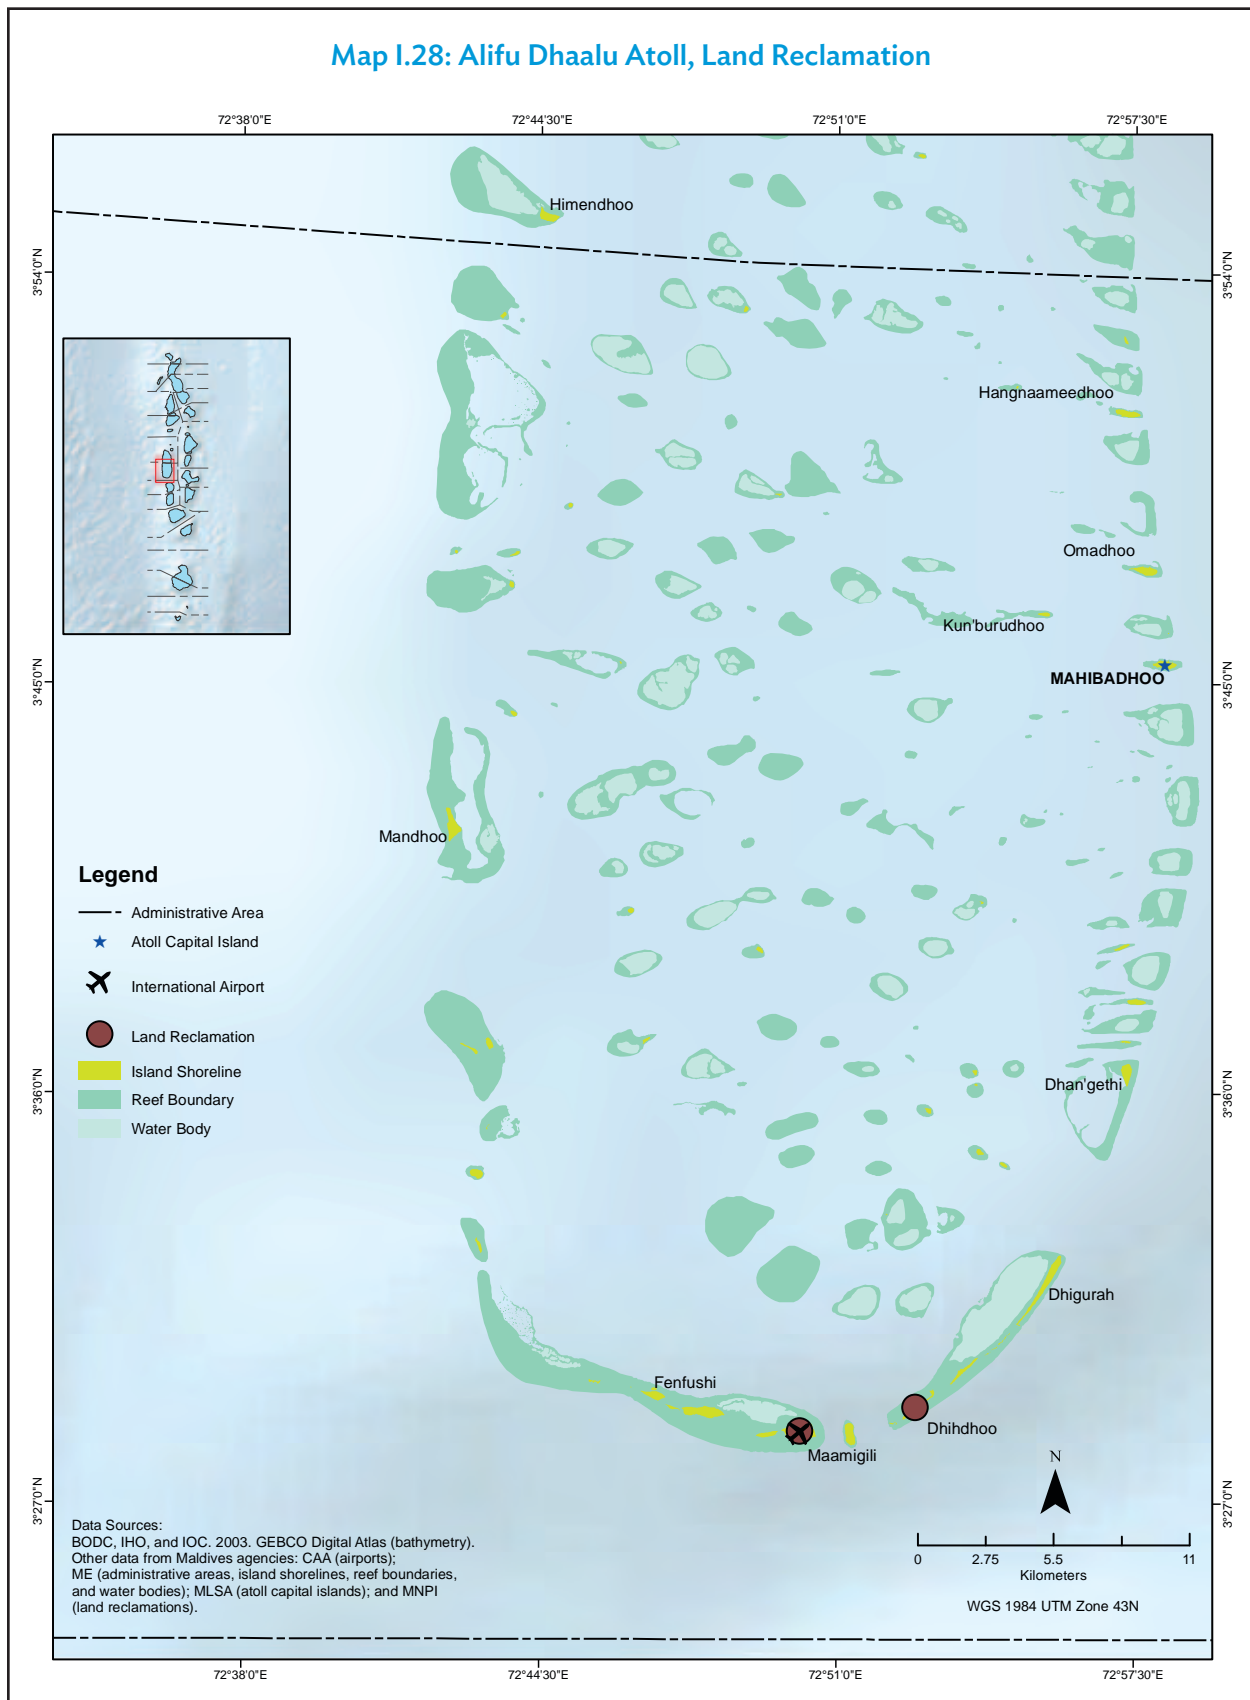 Map I.28: Alifu Dhaalu Atoll, Land Reclamation
72°38'0"E
72°44'30"E
72°51'0"E
72°57'30"E
Himendhoo
3°54'0"N
3°54'0"N
Hangnaameedhoo
Omadhoo
Kun'burudhoo
MAHIBADHOO
3°45'0"N
3°45'0"N
Mandhoo
Legend
Administrative Area
Atoll Capital Island
International Airport
Land Reclamation
Island Shoreline
Reef Boundary
Water Body
Dhan'gethi
3°36'0"N
3°36'0"N
Dhigurah
Fenfushi
Dhihdhoo
Maamigili
N
3°27'0"N
3°27'0"N
Data Sources:
BODC, IHO, and IOC. 2003. GEBCO Digital Atlas (bathymetry).
Other data from Maldives agencies: CAA (airports);
ME (administrative areas, island shorelines, reef boundaries,
and water bodies); MLSA (atoll capital islands); and MNPI
(land reclamations).
0 2.75 5.5 11
Kilometers
WGS 1984 UTM Zone 43N
72°38'0"E
72°44'30"E
72°51'0"E
72°57'30"E